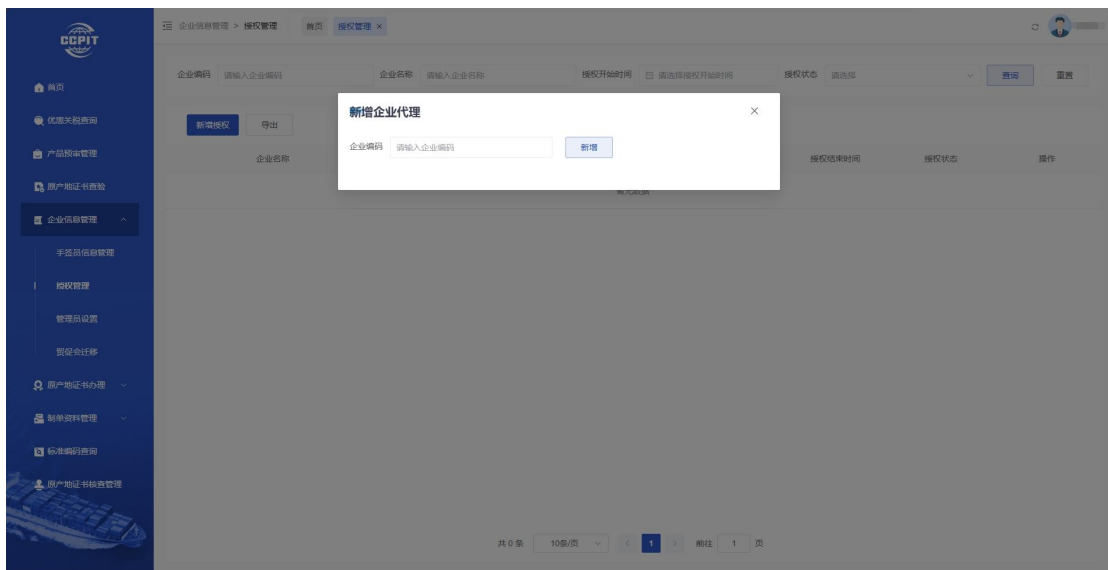 CCPIT
企业信息管理 > 授权管理 首页 授权管理 ×
首页
优惠关税查询
产品预审管理
原产地证书查验
企业信息管理
手签员信息管理
授权管理
管理员设置
贸促会迁移
原产地证书办理
制单资料管理
标准编码查询
原产地证书核查管理
企业编码 请输入企业编码 企业名称 请输入企业名称 授权开始时间 请选择授权开始时间 授权状态 请选择 查询 重置
新增授权 导出
企业名称 授权结束时间 授权状态 操作
新增企业代理 ×
企业编码 请输入企业编码 新增
暂无数据
共 0 条 10条/页 < 1 > 前往 1 页